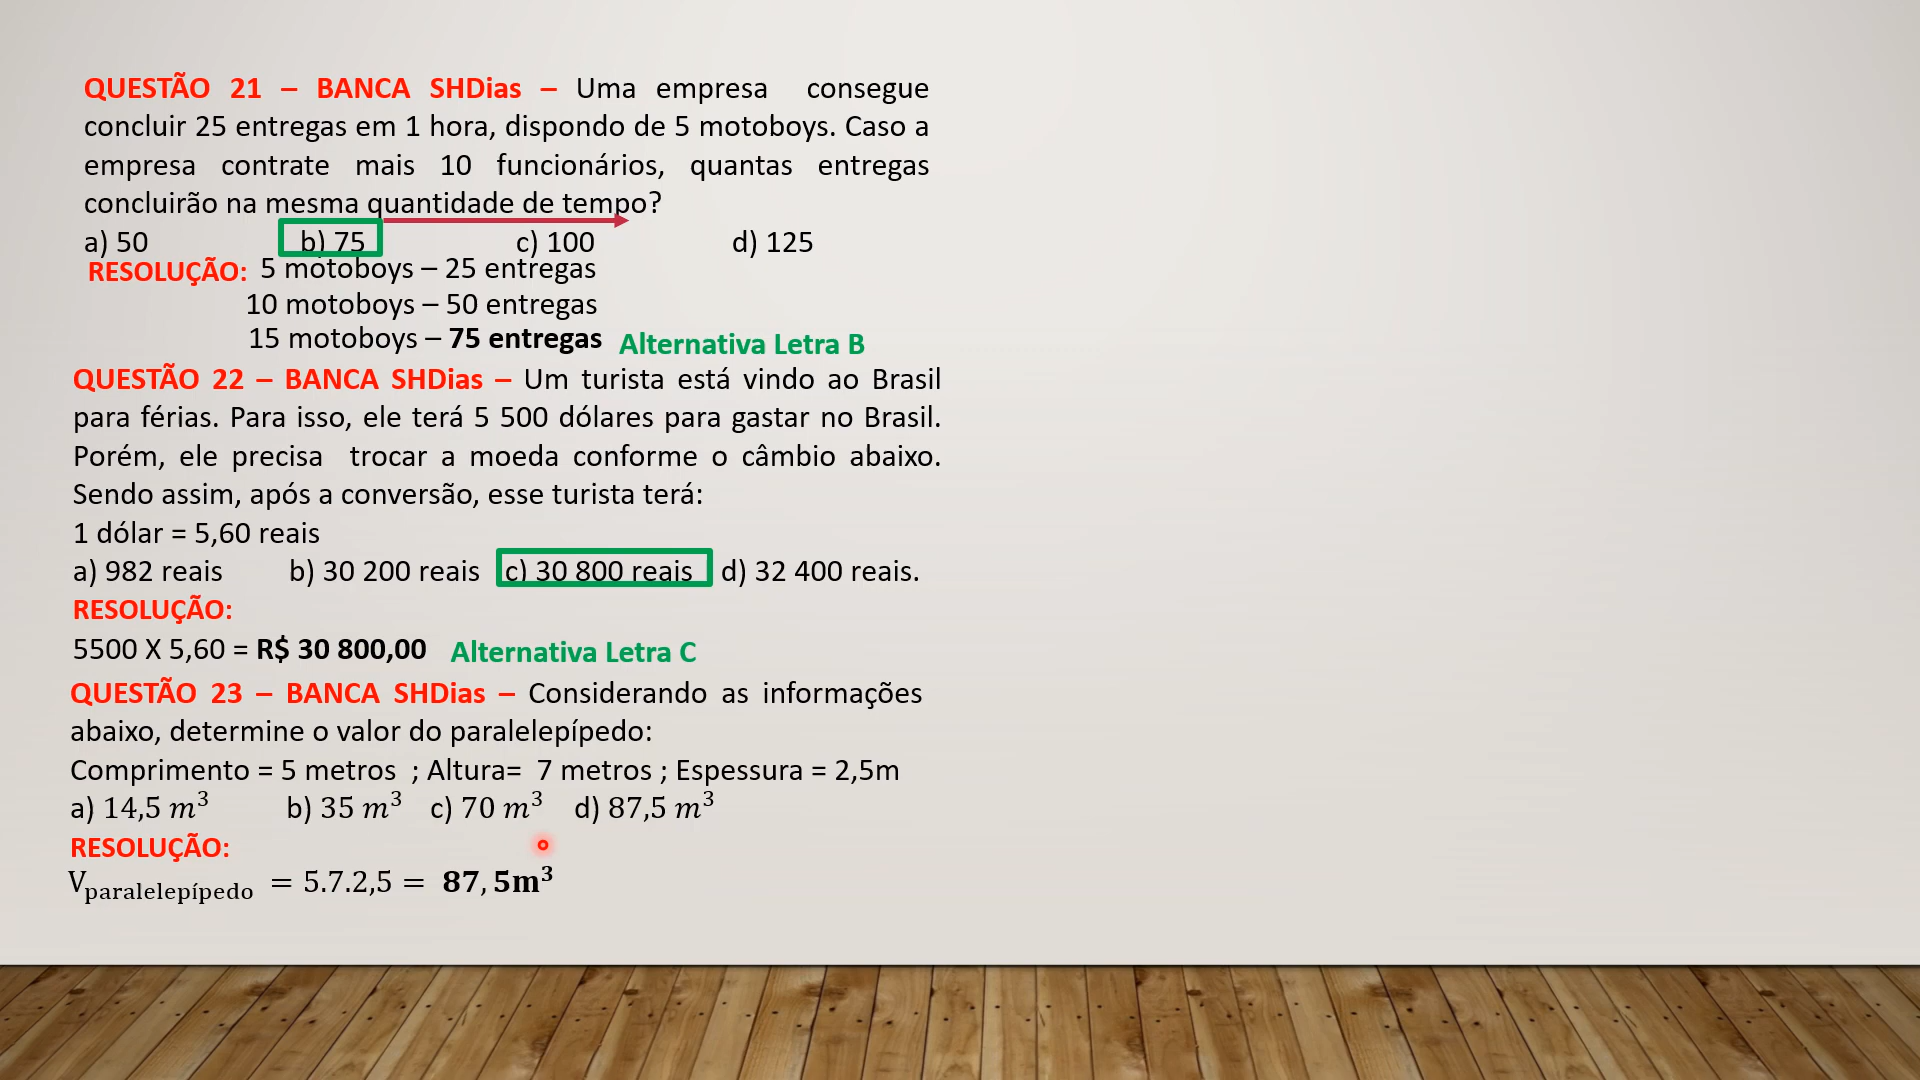 QUESTÃO 21 – BANCA SHDias – Uma empresa consegue
concluir 25 entregas em 1 hora, dispondo de 5 motoboys. Caso a
empresa contrate mais 10 funcionários, quantas entregas
concluirão na mesma quantidade de tempo?
a) 50 b) 75 c) 100 d) 125
RESOLUÇÃO: 5 motoboys – 25 entregas
10 motoboys – 50 entregas
15 motoboys – 75 entregas Alternativa Letra B
QUESTÃO 22 – BANCA SHDias – Um turista está vindo ao Brasil
para férias. Para isso, ele terá 5 500 dólares para gastar no Brasil.
Porém, ele precisa trocar a moeda conforme o câmbio abaixo.
Sendo assim, após a conversão, esse turista terá:
1 dólar = 5,60 reais
a) 982 reais b) 30 200 reais c) 30 800 reais d) 32 400 reais.
RESOLUÇÃO:
5500 X 5,60 = R$ 30 800,00 Alternativa Letra C
QUESTÃO 23 – BANCA SHDias – Considerando as informações
abaixo, determine o valor do paralelepípedo:
Comprimento = 5 metros ; Altura= 7 metros ; Espessura = 2,5m
a) 14,5 m³ b) 35 m³ c) 70 m³ d) 87,5 m³
RESOLUÇÃO:
V paralelepípedo = 5.7.2,5 = 87,5m³